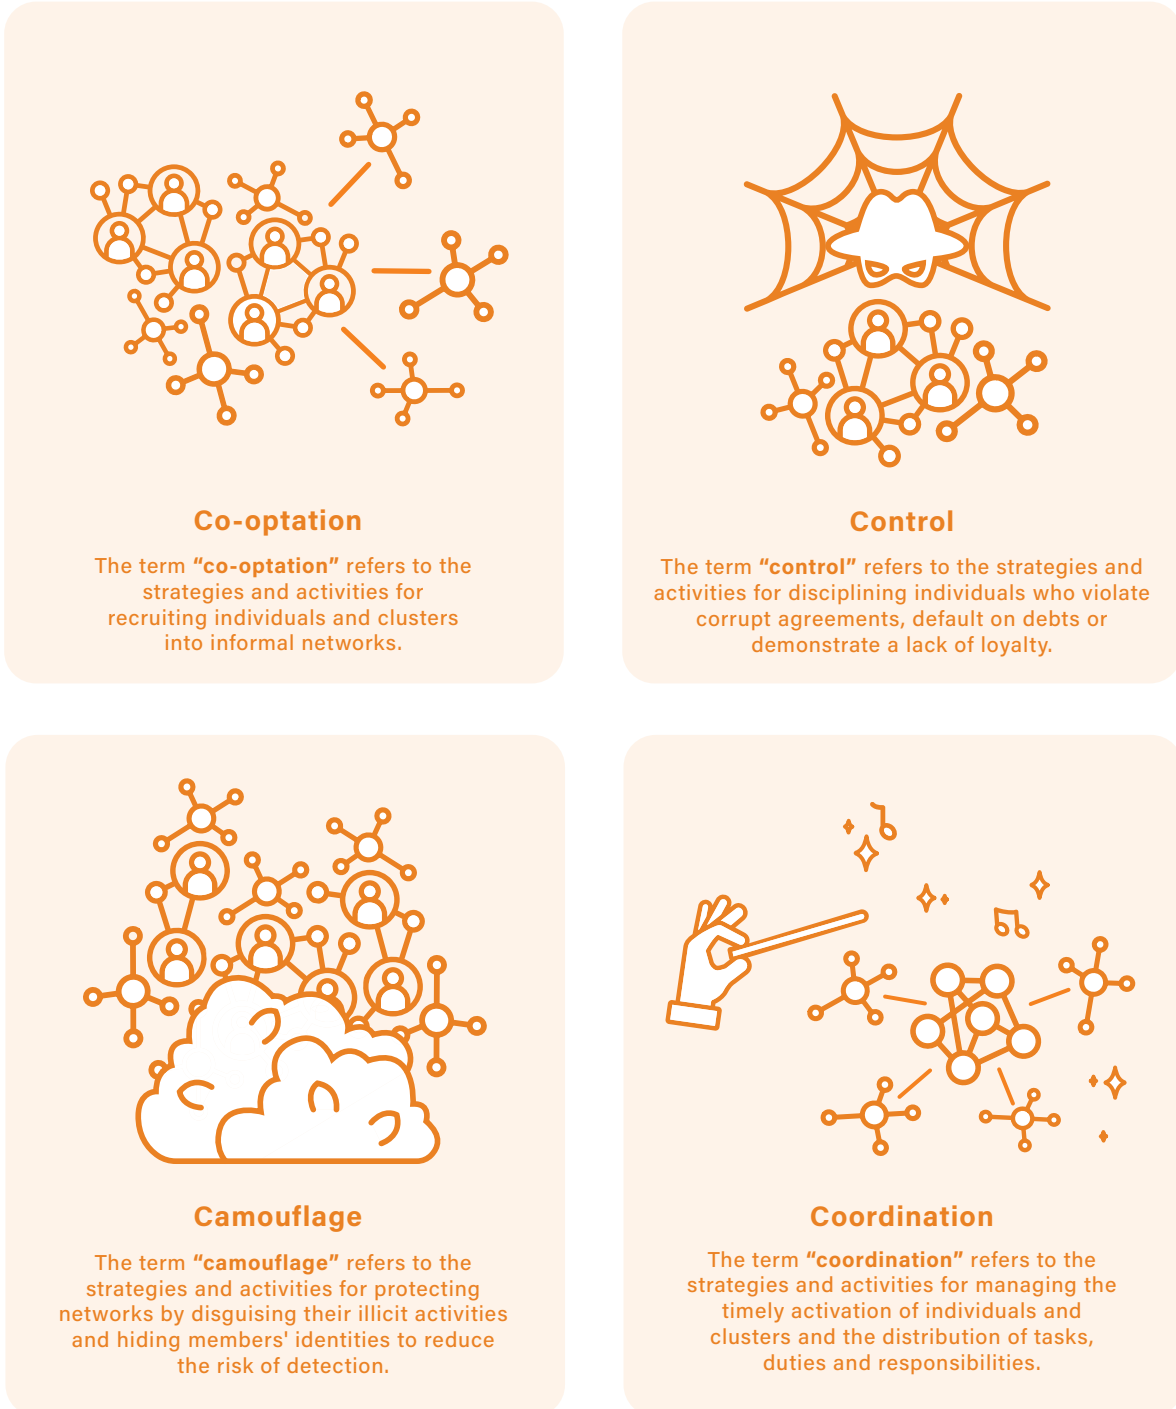 Co-optation
The term “co-optation” refers to the
strategies and activities for
recruiting individuals and clusters
into informal networks.
Control
The term “control” refers to the strategies and
activities for disciplining individuals who violate
corrupt agreements, default on debts or
demonstrate a lack of loyalty.
Camouflage
The term “camouflage” refers to the
strategies and activities for protecting
networks by disguising their illicit activities
and hiding members' identities to reduce
the risk of detection.
Coordination
The term “coordination” refers to the
strategies and activities for managing the
timely activation of individuals and
clusters and the distribution of tasks,
duties and responsibilities.